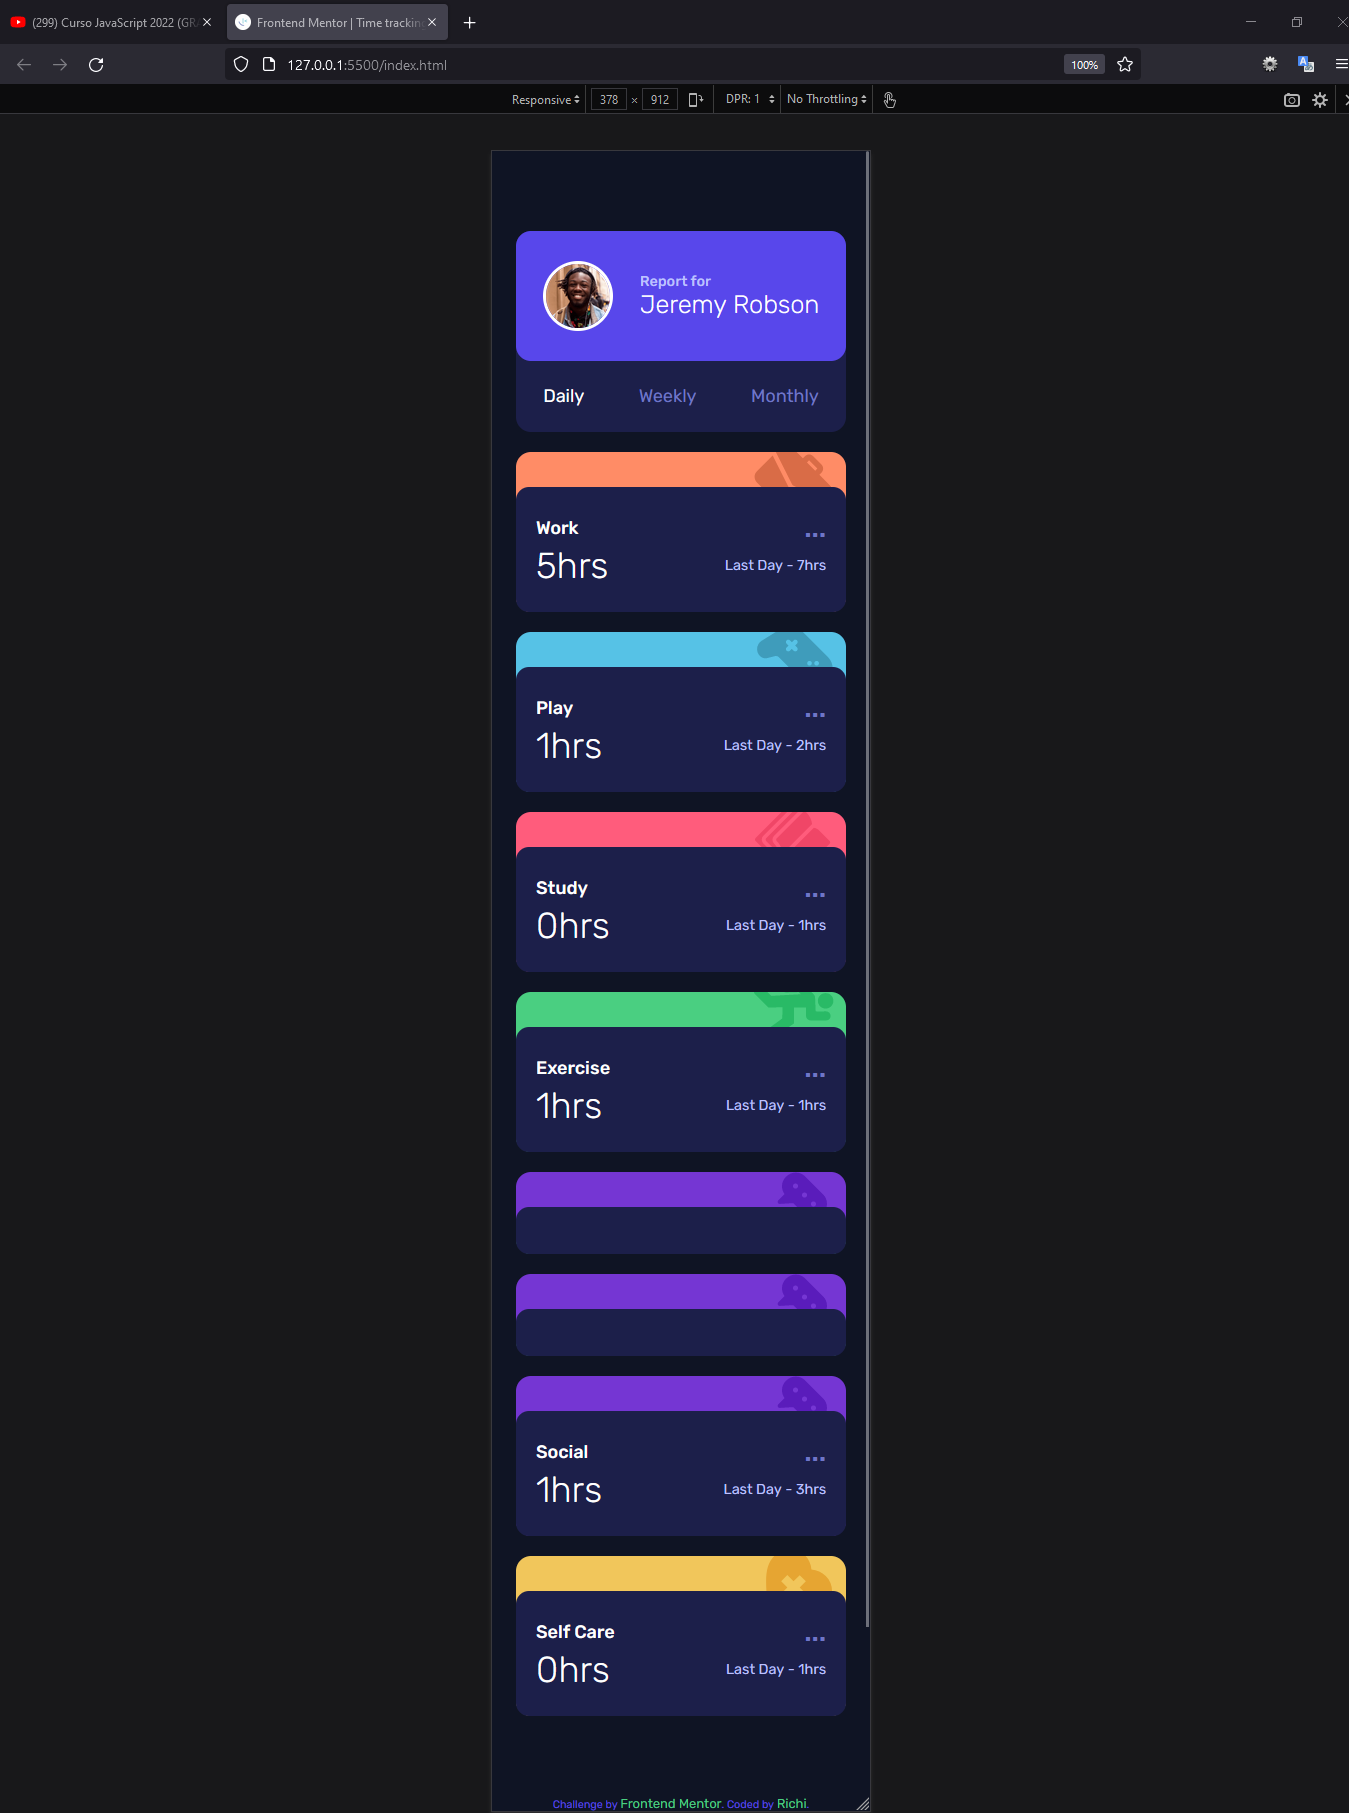 (299) Curso JavaScript 2022 (GRA
Frontend Mentor | Time tracking
127.0.0.1:5500/index.html
100%
Responsive 378 × 912 DPR: 1 No Throttling
Report for
Jeremy Robson
Daily Weekly Monthly
Work
5hrs Last Day - 7hrs
Play
1hrs Last Day - 2hrs
Study
0hrs Last Day - 1hrs
Exercise
1hrs Last Day - 1hrs
Social
1hrs Last Day - 3hrs
Self Care
0hrs Last Day - 1hrs
Challenge by Frontend Mentor. Coded by Richi.